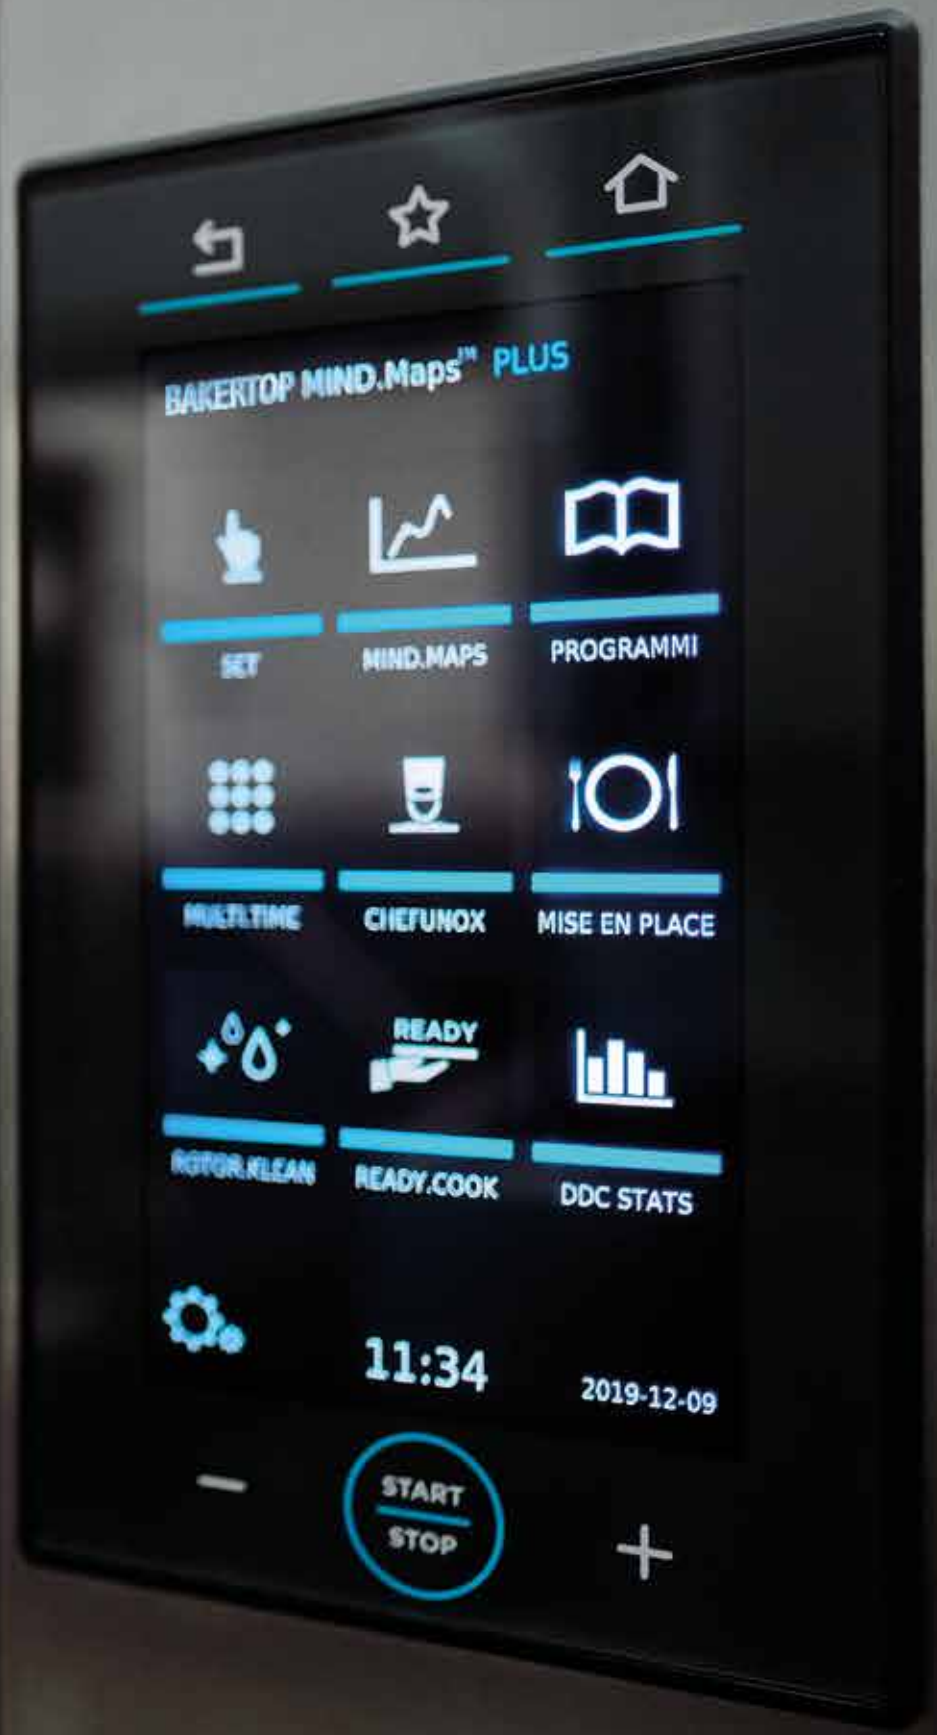 BAKERTOP MIND.Maps™ PLUS
SET
MIND.MAPS
PROGRAMMI
MULTI.TIME
CHEFUNOX
MISE EN PLACE
READY
ROTOR.KLEAN
READY.COOK
DDC STATS
11:34
2019-12-09
START
STOP